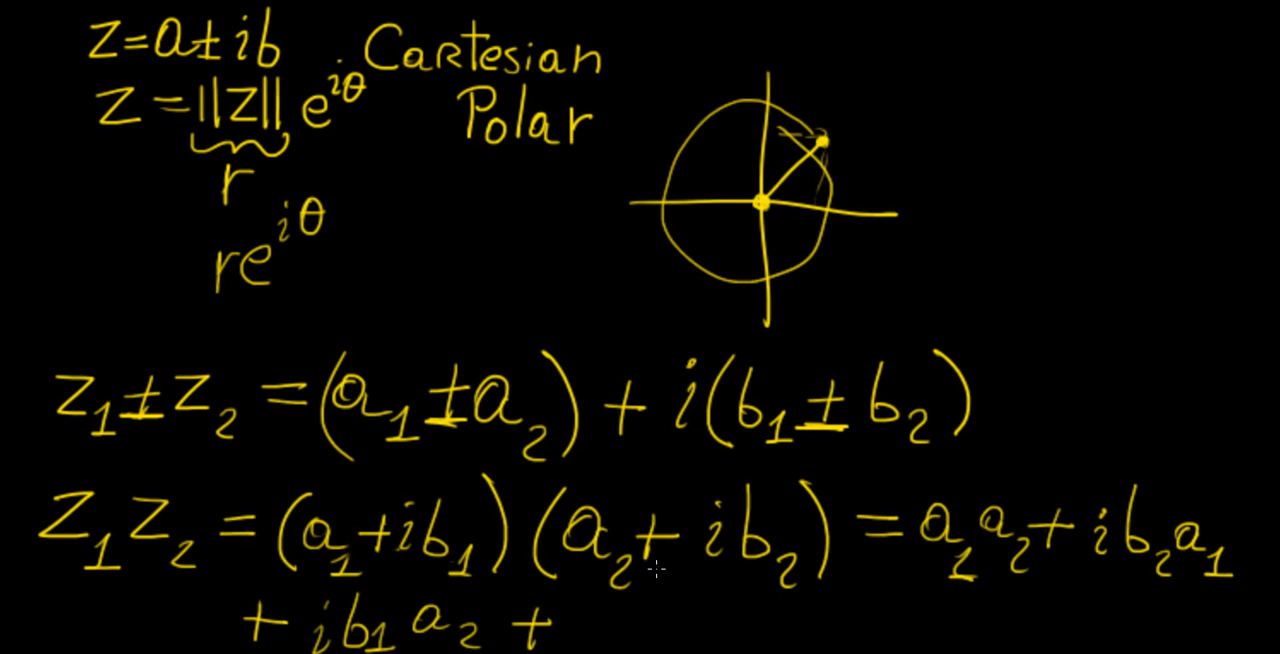 z=a±ib Cartesian
z=||z|| e^{iθ} Polar
r
re^{iθ}
z₁±z₂=(a₁±a₂)+i(b₁±b₂)
z₁z₂=(a₁+ib₁)(a₂+ib₂)=a₁a₂+ib₂a₁
+ib₁a₂+